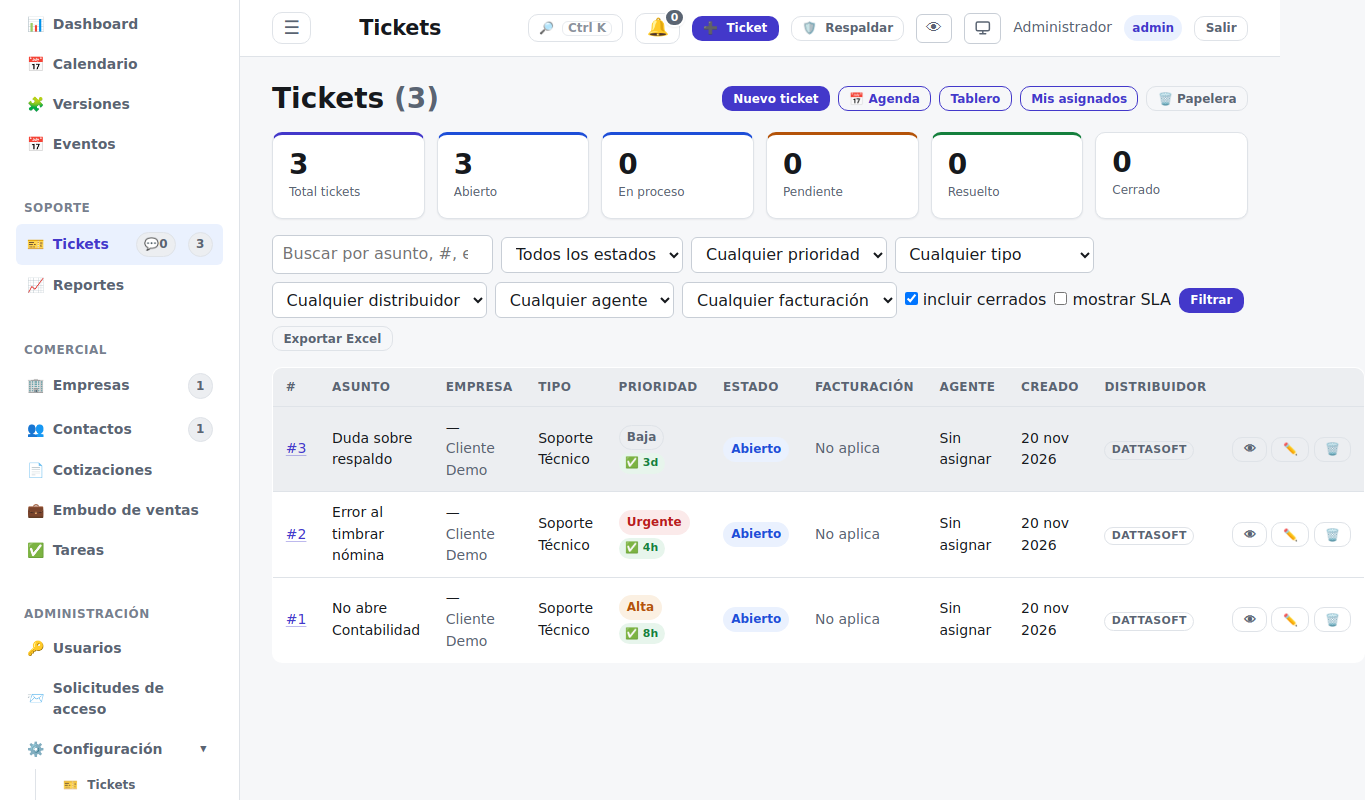 Dashboard
Calendario
Versiones
Eventos
SOPORTE
Tickets 0 3
Reportes
COMERCIAL
Empresas 1
Contactos 1
Cotizaciones
Embudo de ventas
Tareas
ADMINISTRACIÓN
Usuarios
Solicitudes de
acceso
Configuración
Tickets
Tickets
Ctrl K
0
Ticket
Respaldar
Administrador
admin
Salir
Tickets (3)
Nuevo ticket
Agenda
Tablero
Mis asignados
Papelera
3
Total tickets
3
Abierto
0
En proceso
0
Pendiente
0
Resuelto
0
Cerrado
Buscar por asunto, #, e
Todos los estados
Cualquier prioridad
Cualquier tipo
Cualquier distribuidor
Cualquier agente
Cualquier facturación
incluir cerrados
mostrar SLA
Filtrar
Exportar Excel
# ASUNTO EMPRESA TIPO PRIORIDAD ESTADO FACTURACIÓN AGENTE CREADO DISTRIBUIDOR
#3
Duda sobre
respaldo
—
Cliente
Demo
Soporte
Técnico
Baja
3d
Abierto
No aplica
Sin
asignar
20 nov
2026
DATTASOFT
#2
Error al
timbrar
nómina
—
Cliente
Demo
Soporte
Técnico
Urgente
4h
Abierto
No aplica
Sin
asignar
20 nov
2026
DATTASOFT
#1
No abre
Contabilidad
—
Cliente
Demo
Soporte
Técnico
Alta
8h
Abierto
No aplica
Sin
asignar
20 nov
2026
DATTASOFT